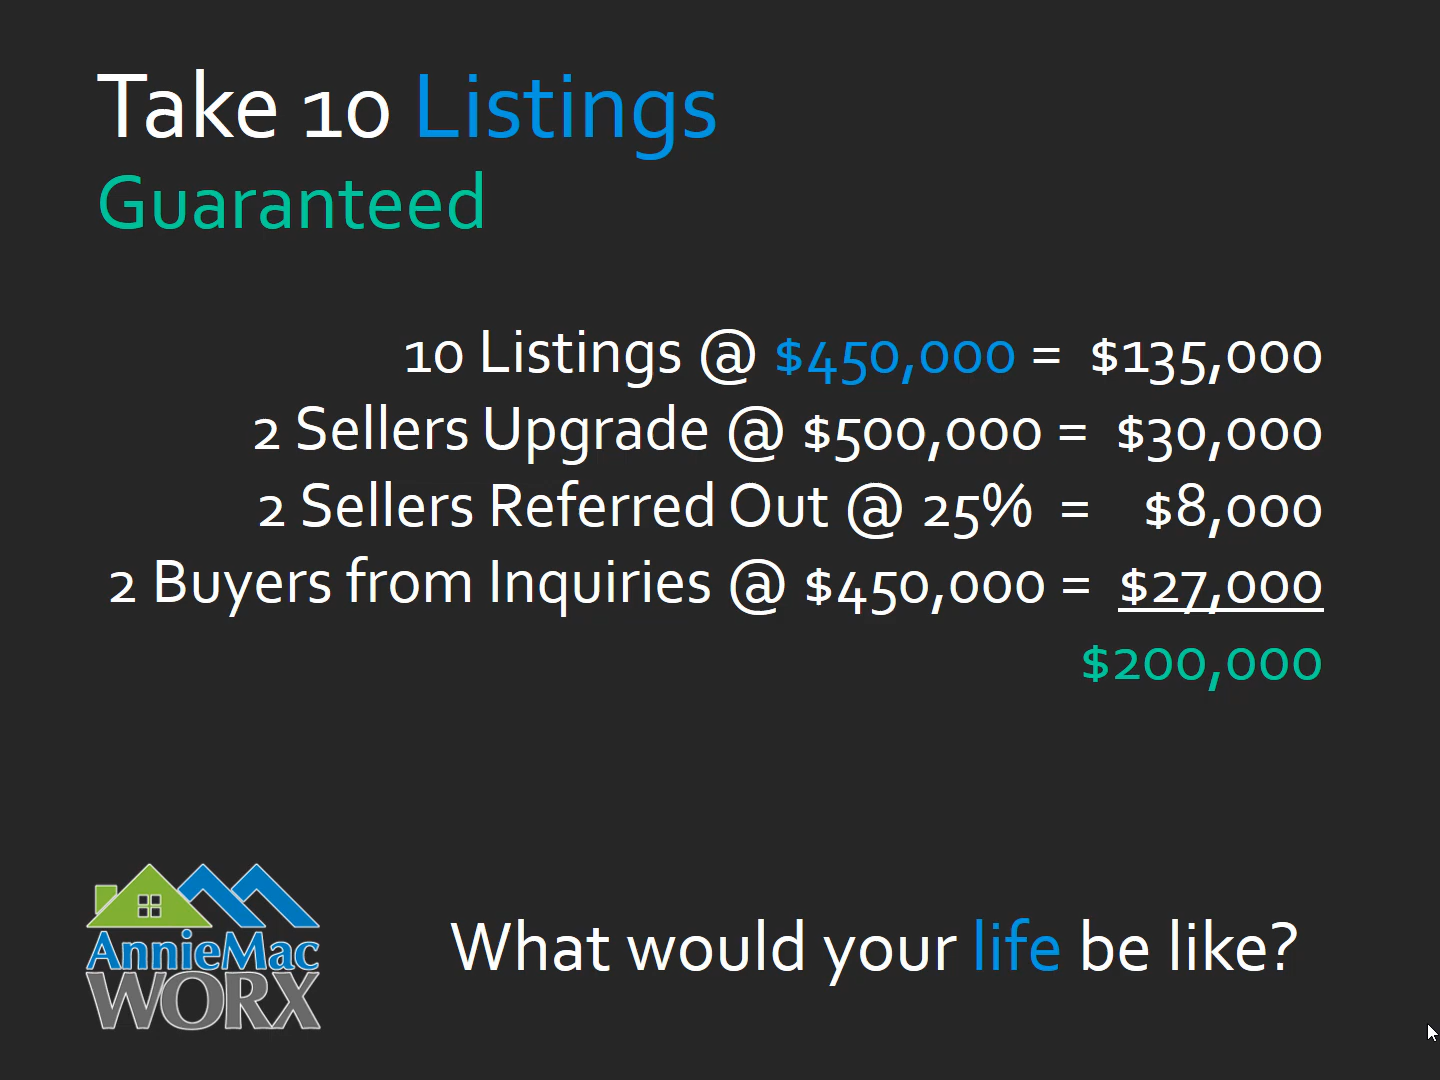 Take 10 Listings
Guaranteed
10 Listings @ $450,000 = $135,000
2 Sellers Upgrade @ $500,000 = $30,000
2 Sellers Referred Out @ 25% = $8,000
2 Buyers from Inquiries @ $450,000 = $27,000
$200,000
AnnieMac
WORX
What would your life be like?